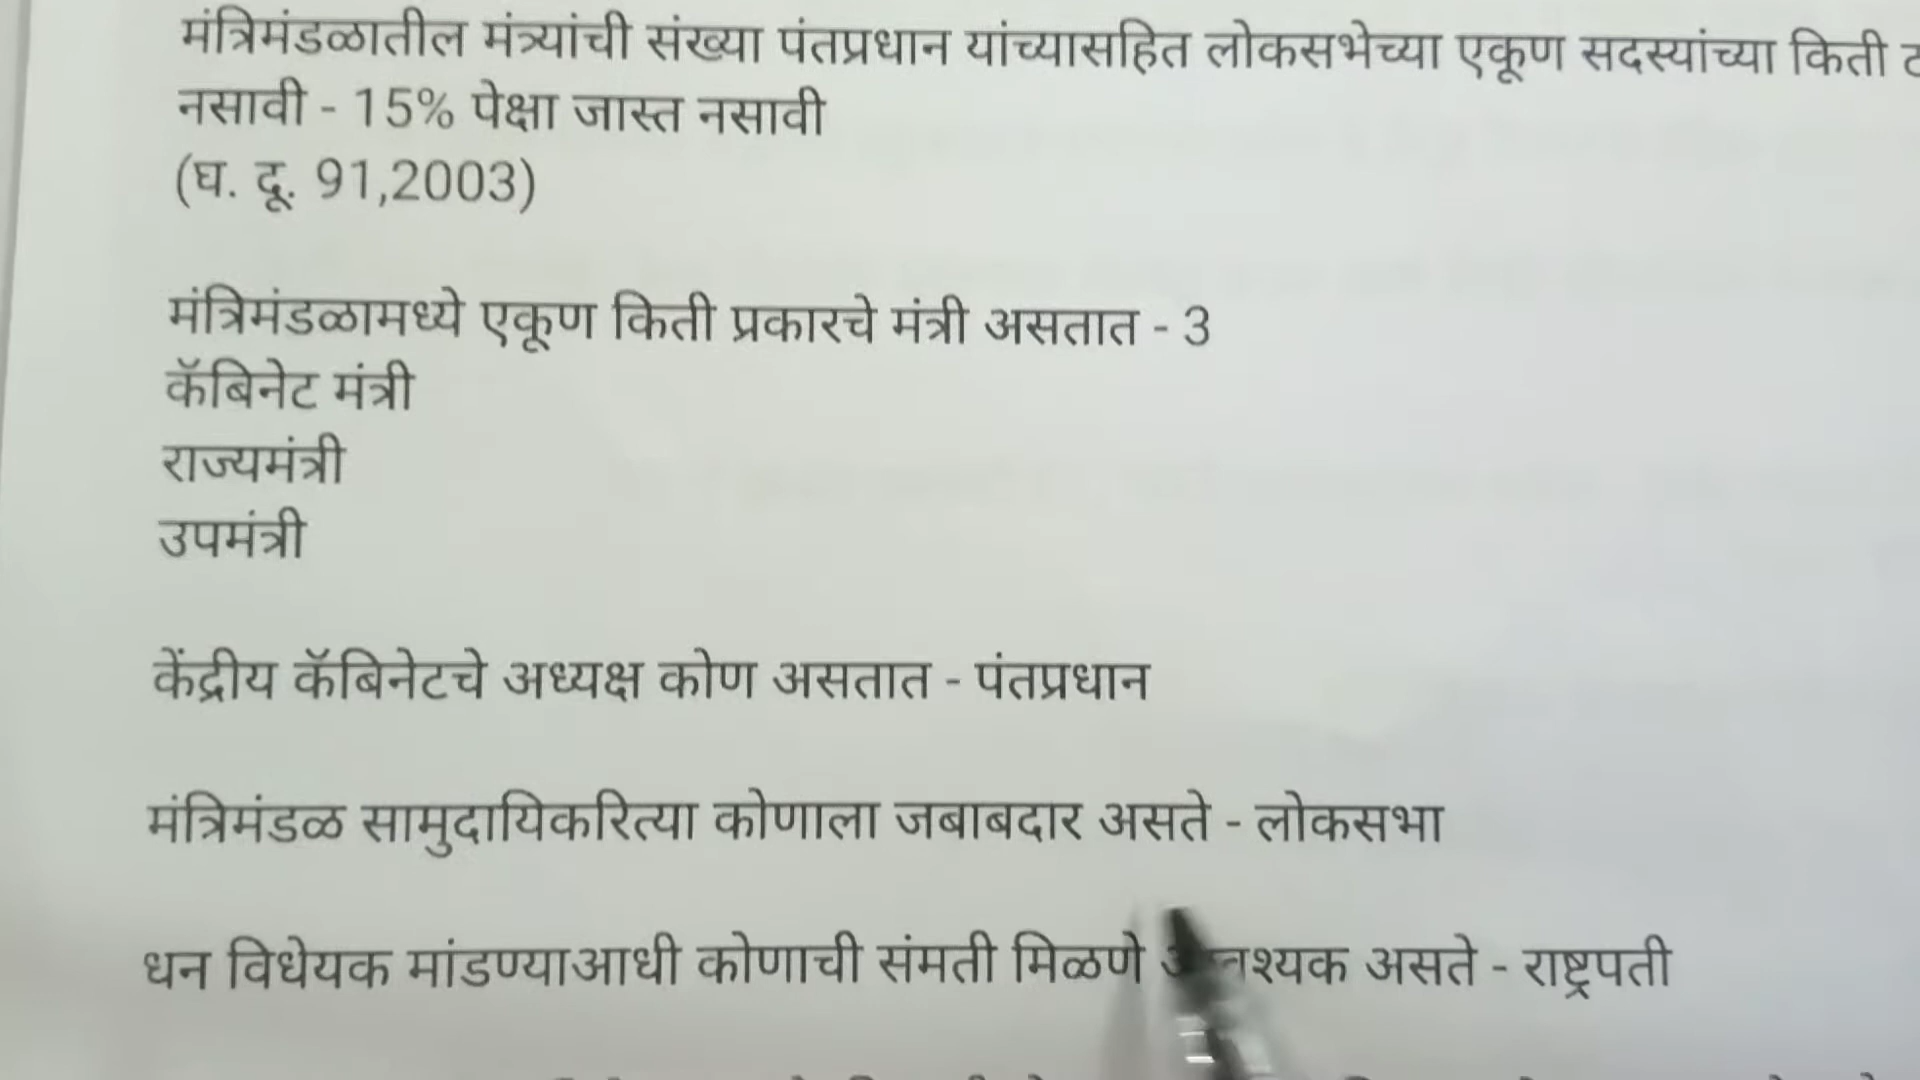 मंत्रिमंडळातील मंत्र्यांची संख्या पंतप्रधान यांच्यासहित लोकसभेच्या एकूण सदस्यांच्या किती
नसावी - 15% पेक्षा जास्त नसावी
(घ. दू. 91,2003)
मंत्रिमंडळामध्ये एकूण किती प्रकारचे मंत्री असतात - 3
कॅबिनेट मंत्री
राज्यमंत्री
उपमंत्री
केंद्रीय कॅबिनेटचे अध्यक्ष कोण असतात - पंतप्रधान
मंत्रिमंडळ सामुदायिकरित्या कोणाला जबाबदार असते - लोकसभा
धन विधेयक मांडण्याआधी कोणाची संमती मिळणे असते - राष्ट्रपती